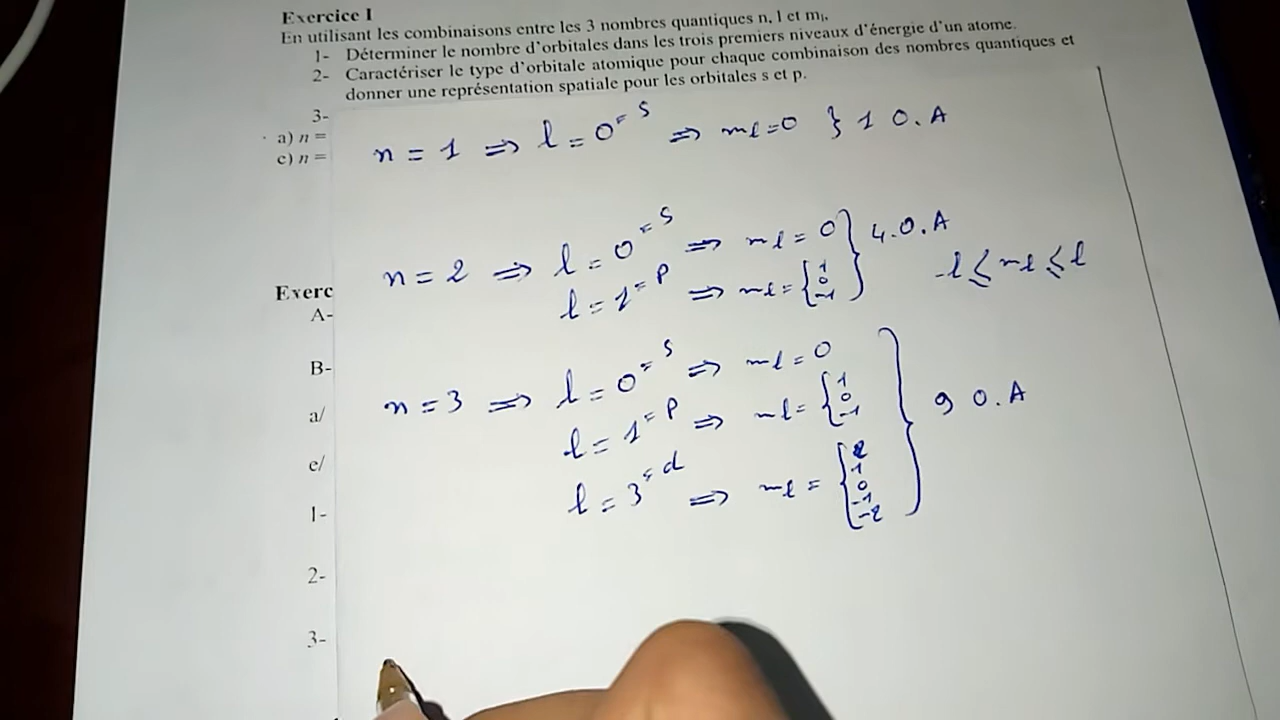 Exercice I
En utilisant les combinaisons entre les 3 nombres quantiques n, l et ml,
1- Déterminer le nombre d'orbitales dans les trois premiers niveaux d'énergie d'un atome.
2- Caractériser le type d'orbitale atomique pour chaque combinaison des nombres quantiques et
donner une représentation spatiale pour les orbitales s et p.
3-
a) n =
c) n =
n = 1 ⇒ l = 0 = s ⇒ ml = 0 } 1 O.A
n = 2 ⇒ l = 0 = s ⇒ ml = 0 } 4.O.A
l = 1 = p ⇒ ml = { 1 0 -1
-l ≤ ml ≤ l
Exerc
A-
B-
n = 3 ⇒ l = 0 = s ⇒ ml = 0
a/
l = 1 = p ⇒ ml = { 1 0 -1 } 9 O.A
e/
l = 3 = d ⇒ ml = { 2 1 0 -1 -2
1-
2-
3-